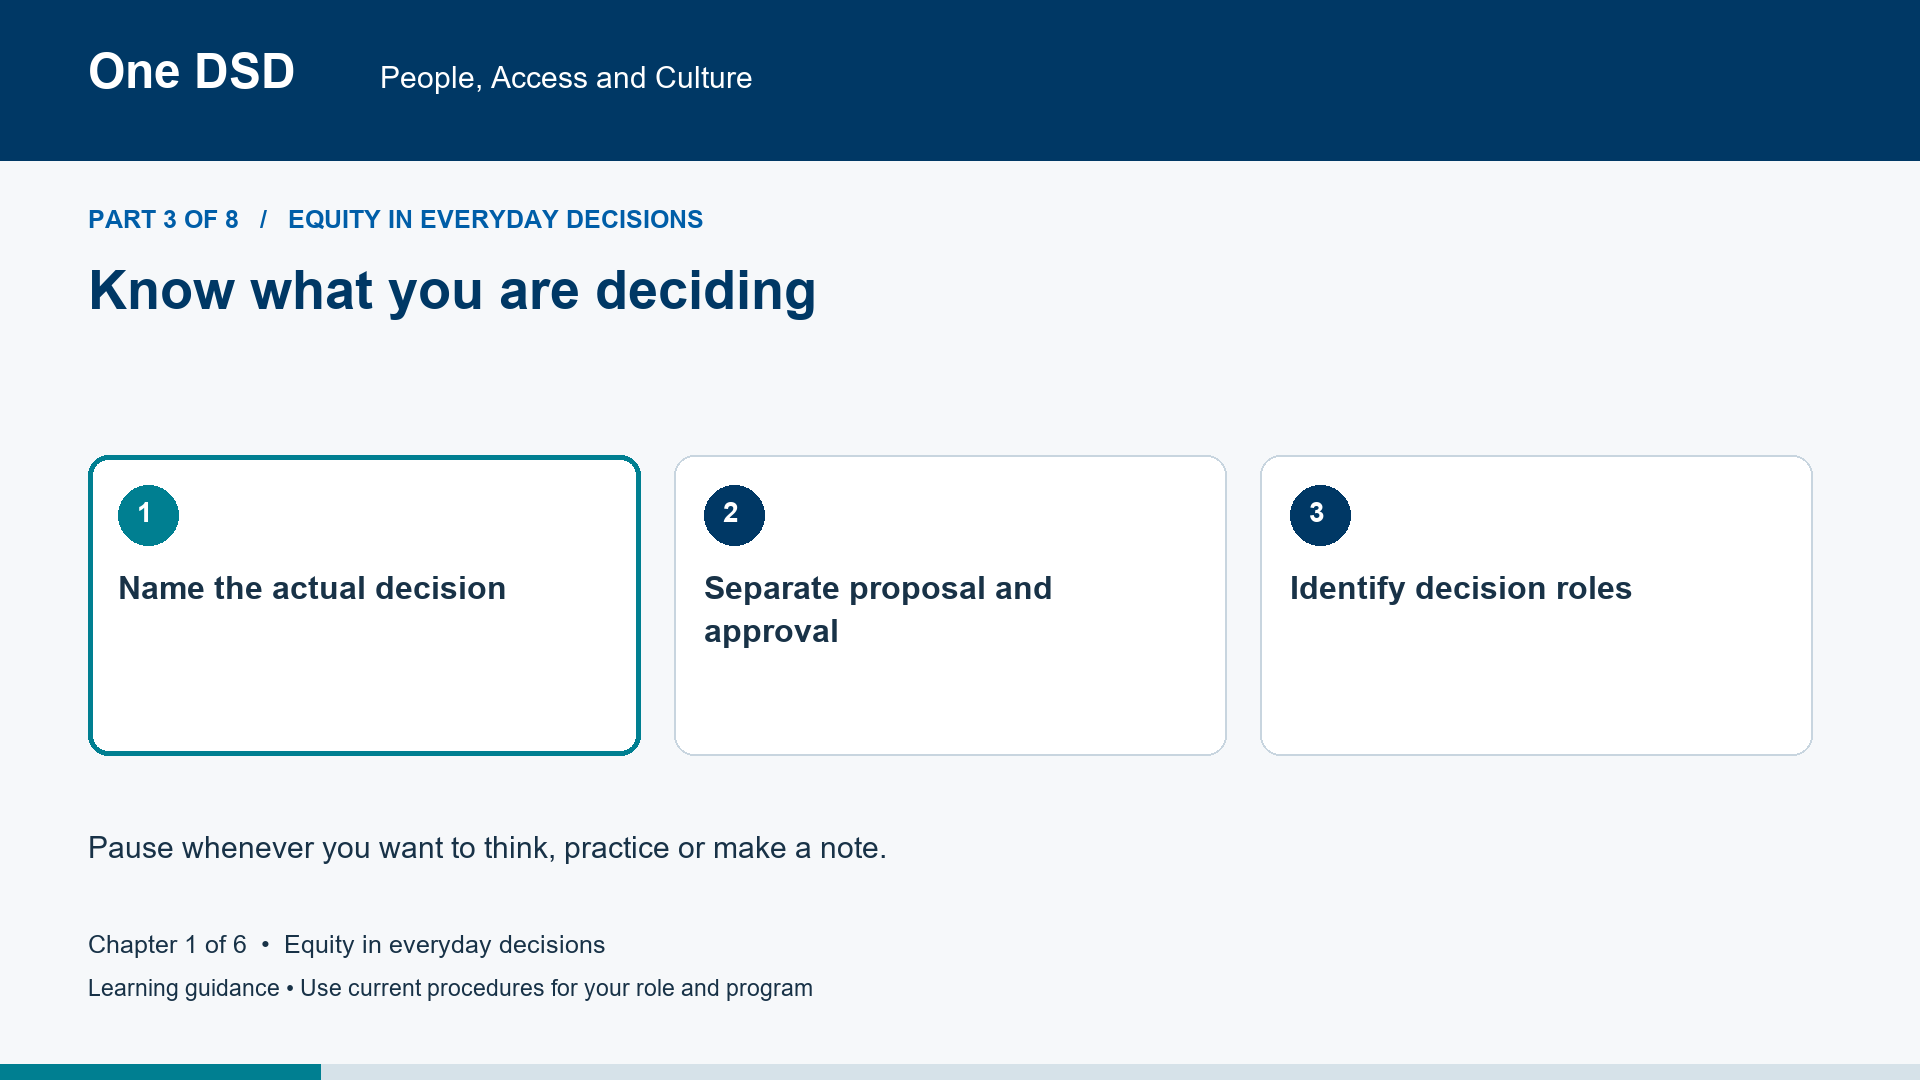 One DSD
People, Access and Culture
PART 3 OF 8 / EQUITY IN EVERYDAY DECISIONS
Know what you are deciding
1
Name the actual decision
2
Separate proposal and
approval
3
Identify decision roles
Pause whenever you want to think, practice or make a note.
Chapter 1 of 6 • Equity in everyday decisions
Learning guidance • Use current procedures for your role and program